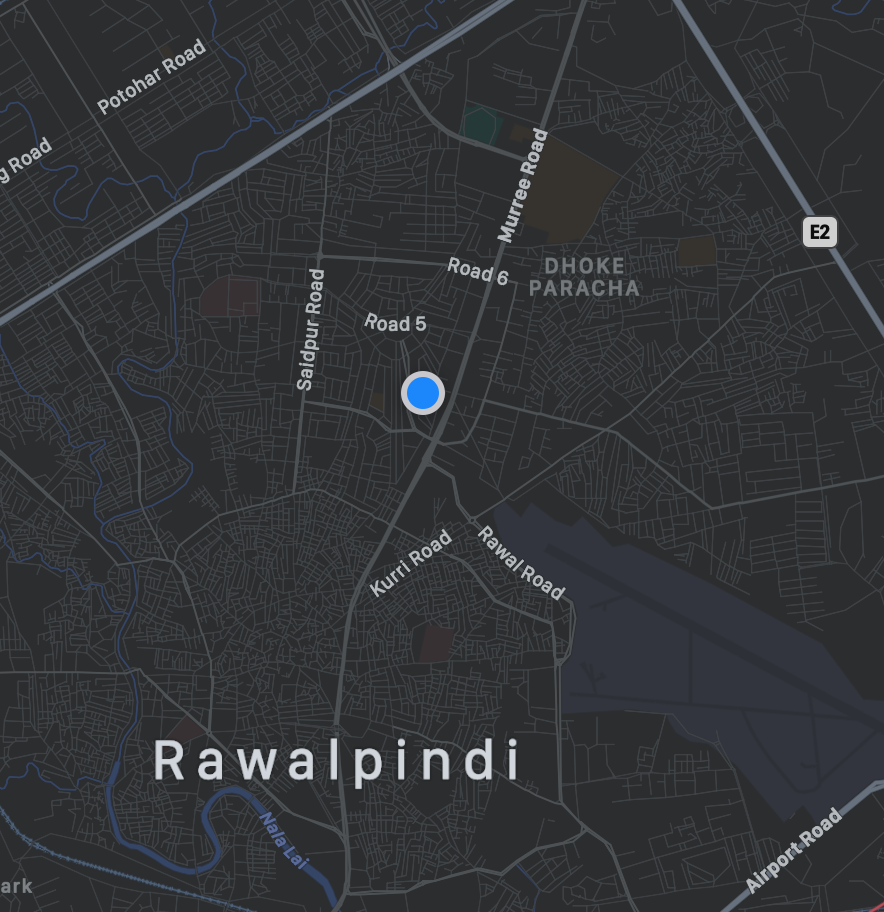 Potohar Road
g Road
Murree Road
E2
Road 6
DHOKE
PARACHA
Saidpur Road
Road 5
Kurri Road
Rawal Road
Rawalpindi
Nala Lai
Airport Road
ark